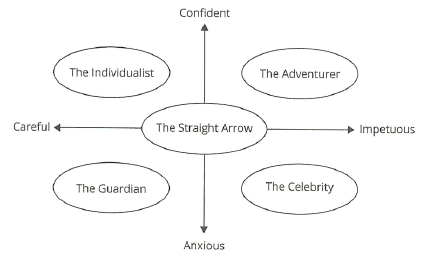 Confident
The Individualist
The Adventurer
Careful
The Straight Arrow
Impetuous
The Guardian
The Celebrity
Anxious